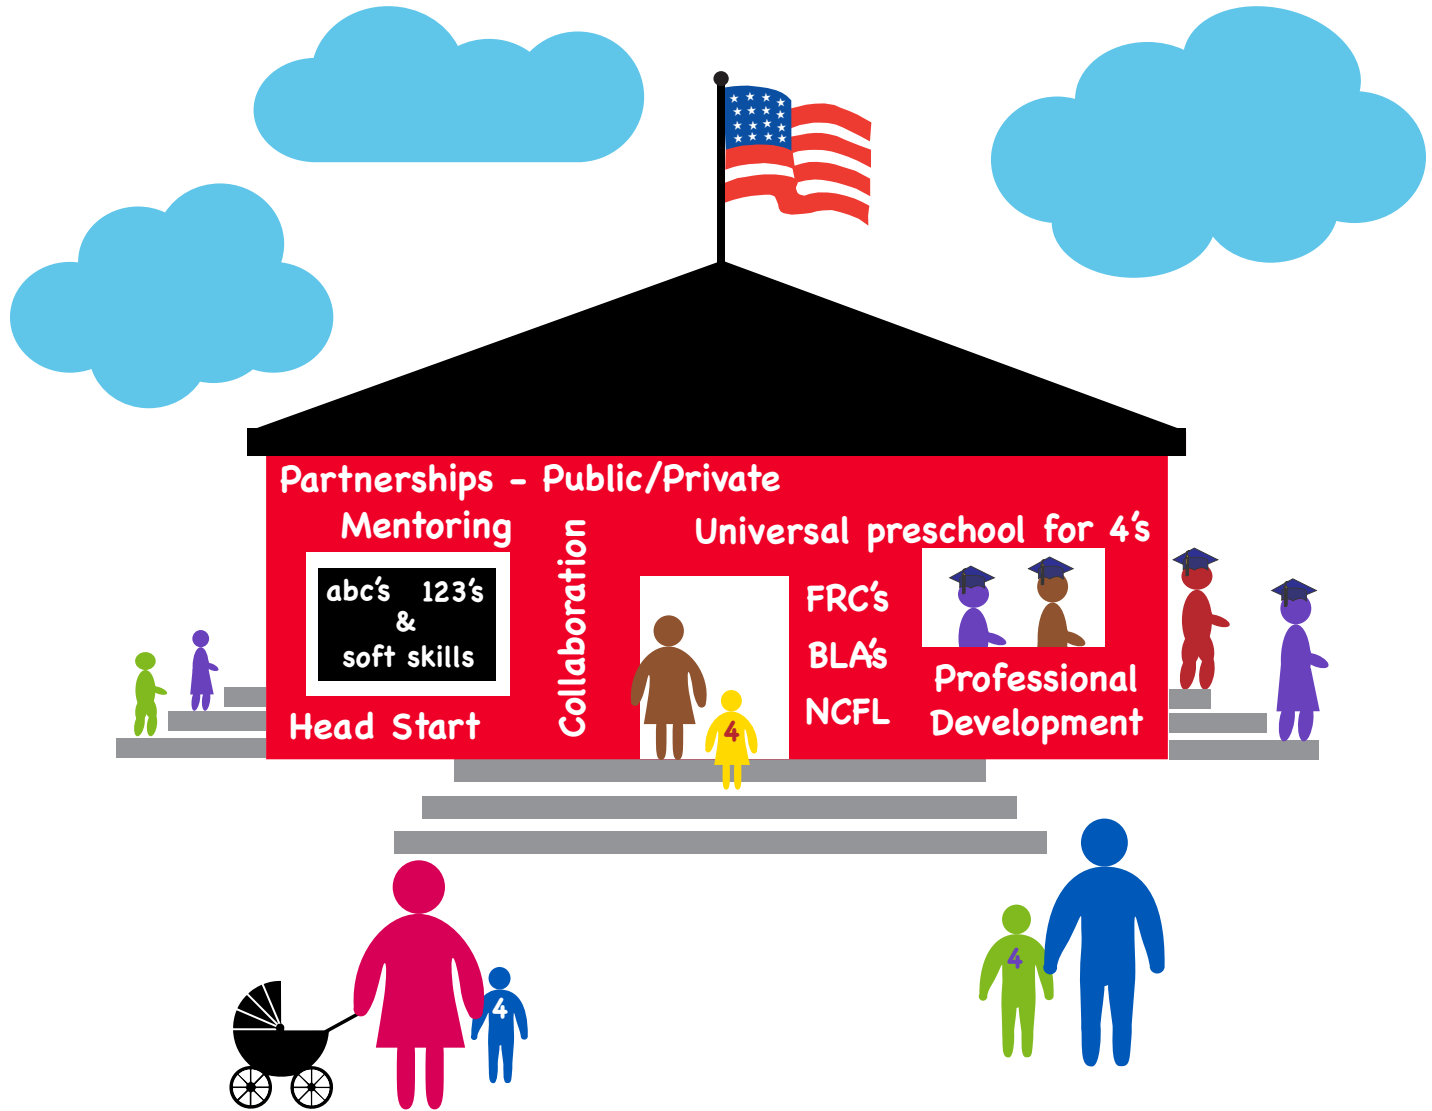 Partnerships - Public/Private
Mentoring
Universal preschool for 4's
abc's 123's
&
soft skills
Collaboration
FRC's
BLA's
NCFL
Head Start
Professional
Development
4
4
4